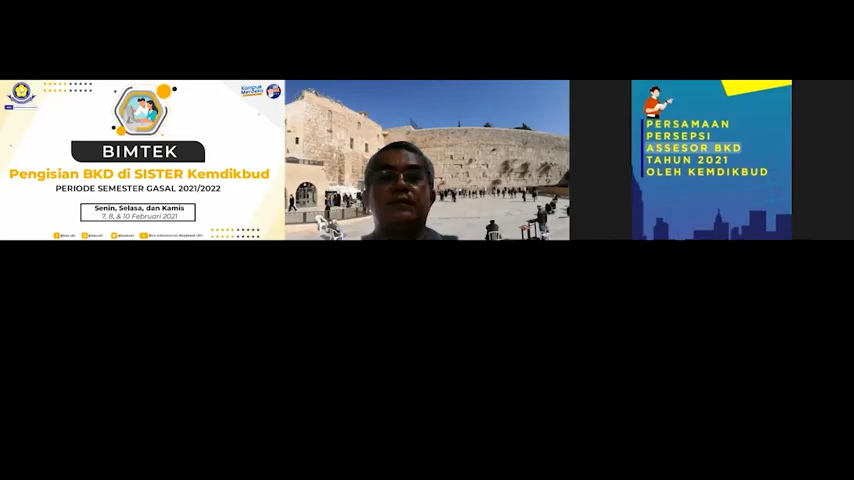 Kampus
Merdeka
BIMTEK
Pengisian BKD di SISTER Kemdikbud
PERIODE SEMESTER GASAL 2021/2022
Senin, Selasa, dan Kamis
7, 8, & 10 Februari 2021
PERSAMAAN
PERSEPSI
ASSESOR BKD
TAHUN 2021
OLEH KEMDIKBUD